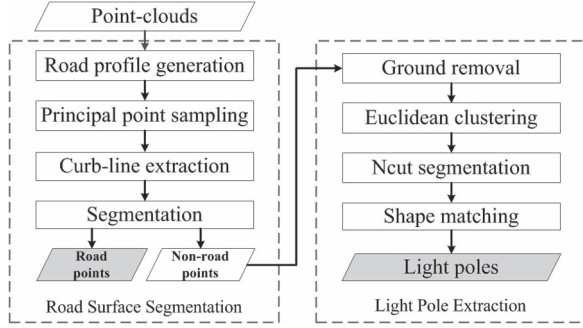 Point-clouds
Road profile generation
Principal point sampling
Curb-line extraction
Segmentation
Road
points
Non-road
points
Road Surface Segmentation
Ground removal
Euclidean clustering
Ncut segmentation
Shape matching
Light poles
Light Pole Extraction